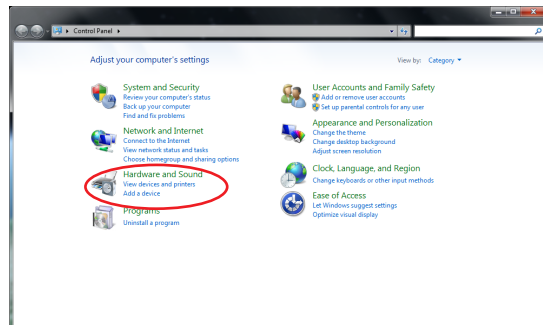 Control Panel
Adjust your computer's settings
View by: Category
System and Security
Review your computer's status
Back up your computer
Find and fix problems
Network and Internet
Connect to the Internet
View network status and tasks
Choose homegroup and sharing options
Hardware and Sound
View devices and printers
Add a device
Programs
Uninstall a program
User Accounts and Family Safety
Add or remove user accounts
Set up parental controls for any user
Appearance and Personalization
Change the theme
Change desktop background
Adjust screen resolution
Clock, Language, and Region
Change keyboards or other input methods
Ease of Access
Let Windows suggest settings
Optimize visual display